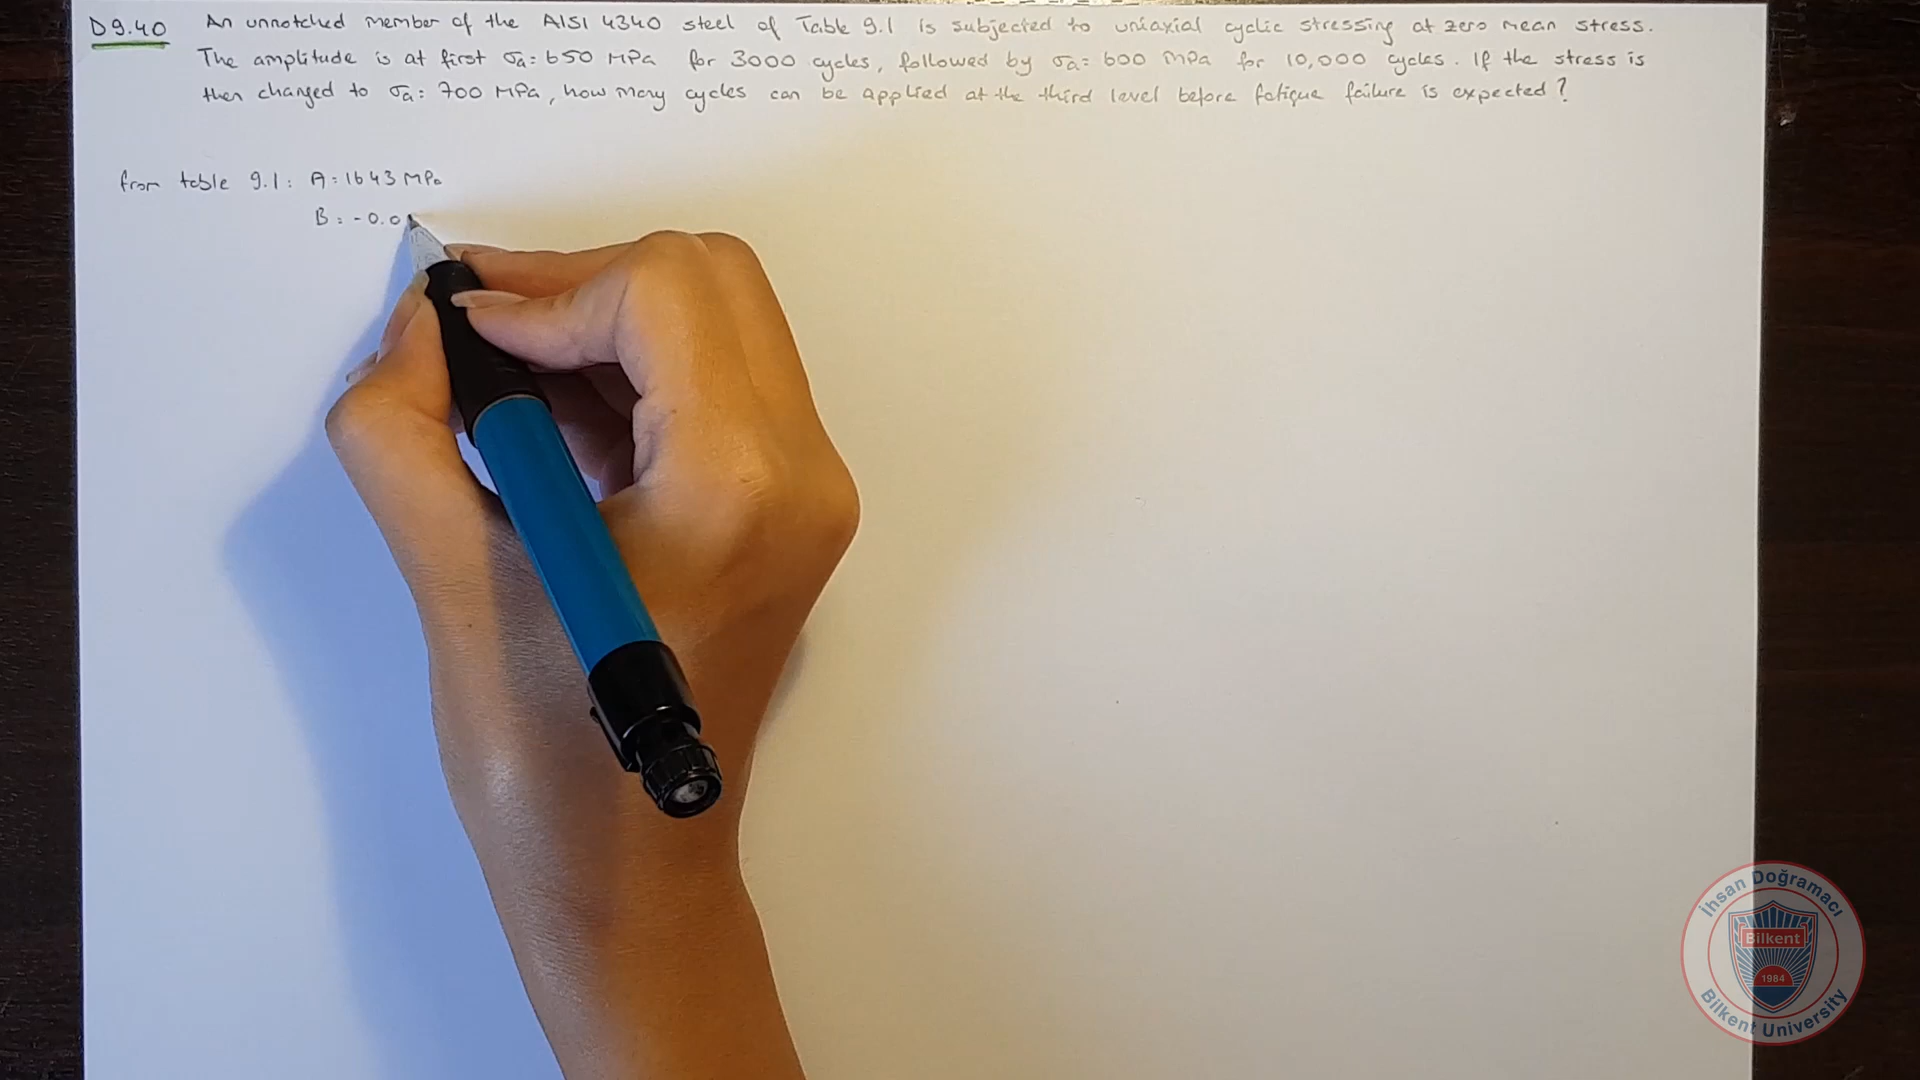 D9.40 An unnotched member of the AISI 4340 steel of Table 9.1 is subjected to uniaxial cyclic stressing at zero mean stress.
The amplitude is at first σa = 650 MPa for 3000 cycles, followed by σa = 600 MPa for 10,000 cycles. If the stress is
then changed to σa = 700 MPa, how many cycles can be applied at the third level before fatigue failure is expected?
from table 9.1: A = 1643 MPa
B = -0.0
İhsan Doğramacı
Bilkent
1984
Bilkent University